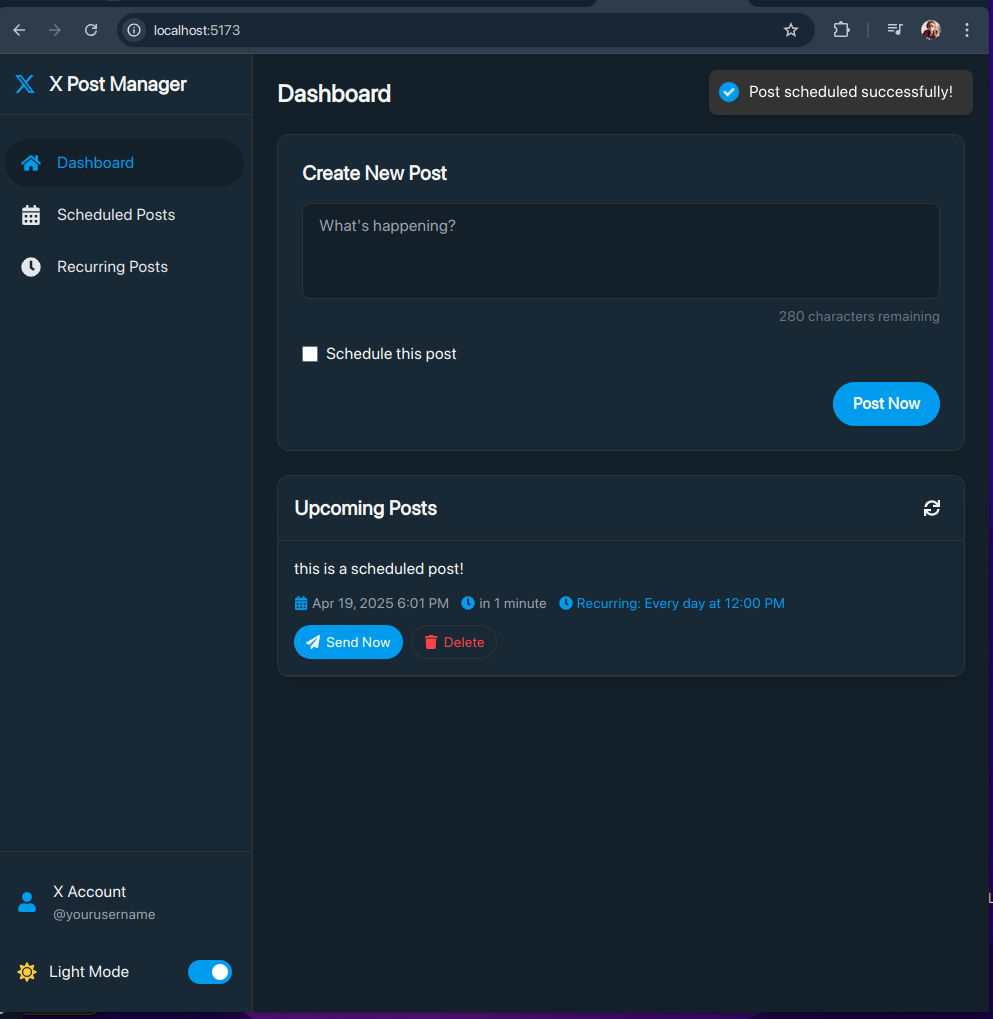 localhost:5173
X Post Manager
Dashboard
Scheduled Posts
Recurring Posts
X Account
@yourusername
Light Mode
Dashboard
Post scheduled successfully!
Create New Post
What's happening?
280 characters remaining
Schedule this post
Post Now
Upcoming Posts
this is a scheduled post!
Apr 19, 2025 6:01 PM in 1 minute Recurring: Every day at 12:00 PM
Send Now Delete